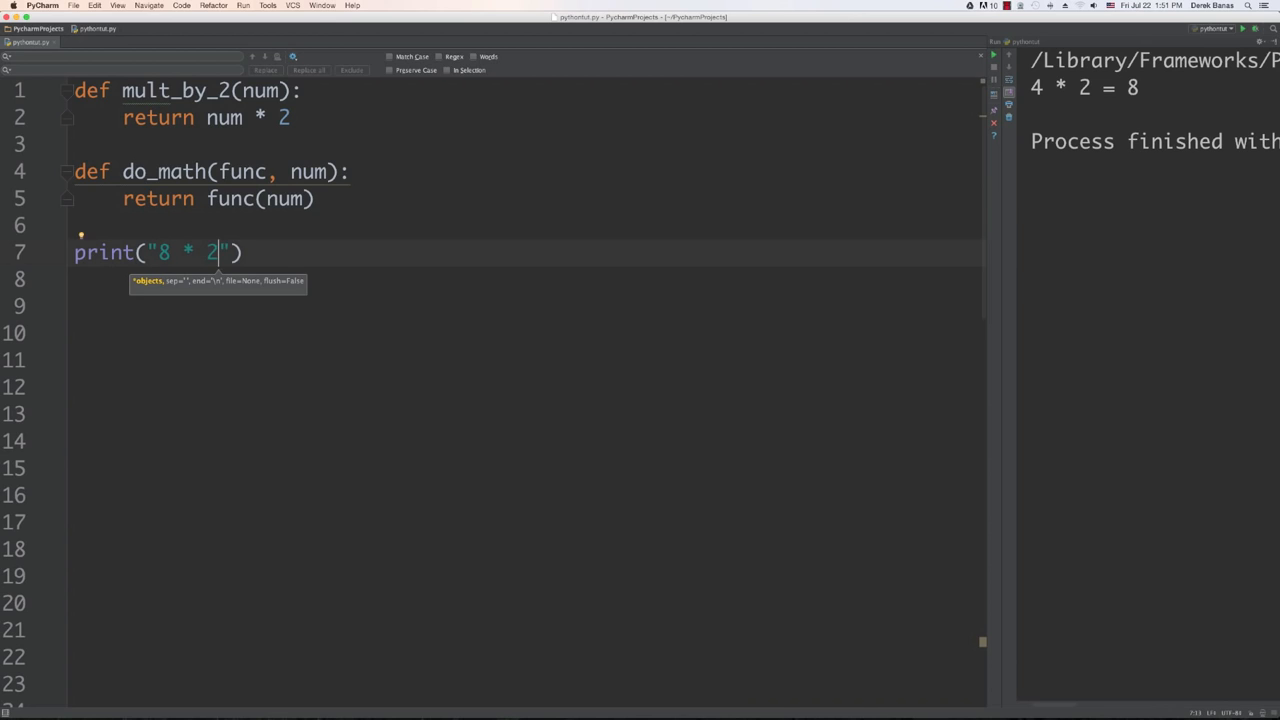 PyCharm File Edit View Navigate Code Refactor Run Tools VCS Window Help
10 Fri Jul 22 1:51 PM Derek Banas
pythontut.py - PycharmProjects - [~/PycharmProjects]
PycharmProjects pythontut.py
pythontut
pythontut.py
Run pythontut
Match Case Regex Words
Replace Replace all Exclude Preserve Case In Selection
1 def mult_by_2(num):
2 return num * 2
3
4 def do_math(func, num):
5 return func(num)
6
7 print("8 * 2")
*objects, sep=' ', end='\n', file=None, flush=False
8
9
10
11
12
13
14
15
16
17
18
19
20
21
22
23
/Library/Frameworks/P
4 * 2 = 8
Process finished with
7:13 LF÷ UTF-8